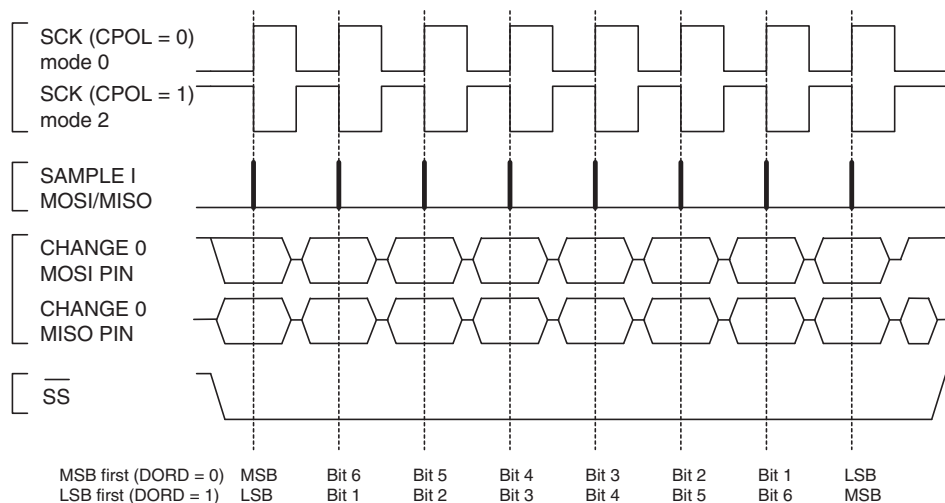 SCK (CPOL = 0)
mode 0
SCK (CPOL = 1)
mode 2
SAMPLE I
MOSI/MISO
CHANGE 0
MOSI PIN
CHANGE 0
MISO PIN
SS
MSB first (DORD = 0) MSB Bit 6 Bit 5 Bit 4 Bit 3 Bit 2 Bit 1 LSB
LSB first (DORD = 1) LSB Bit 1 Bit 2 Bit 3 Bit 4 Bit 5 Bit 6 MSB